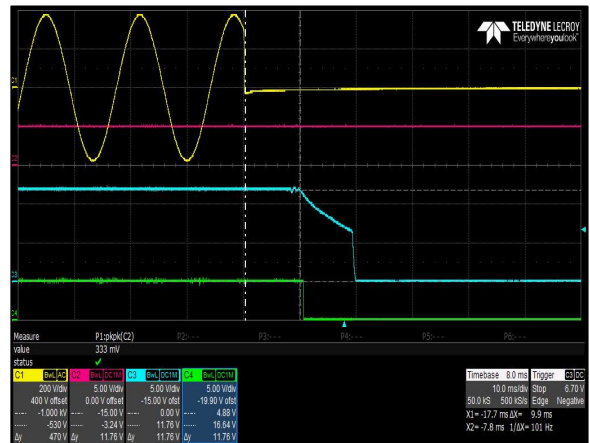 TELEDYNE LECROY
Everywhereyoulook
Measure P1:pkpk(C2) P2:--- P3:--- P4:--- P5:--- P6:---
value 333 mV
status ✓
C1 BwL AC C2 BwL DC1M C3 BwL DC1M C4 BwL DC1M
200 V/div 5.00 V/div 5.00 V/div 5.00 V/div
400 V offset 0.00 V offset -15.00 V ofst -19.90 V ofst
-1.000 kV -15.00 V 0.00 V 4.88 V
-530 V -3.24 V 11.76 V 16.64 V
Δy 470 V Δy 11.76 V Δy 11.76 V Δy 11.76 V
Timebase 8.0 ms Trigger C3 DC
10.0 ms/div Stop 6.70 V
50.0 kS 500 kS/s Edge Negative
X1= -17.7 ms ΔX= 9.9 ms
X2= -7.8 ms 1/ΔX= 101 Hz